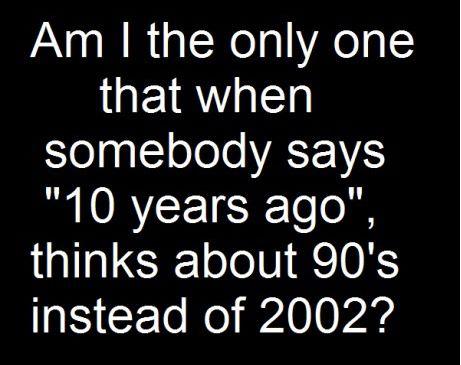 Am I the only one
that when
somebody says
"10 years ago",
thinks about 90's
instead of 2002?